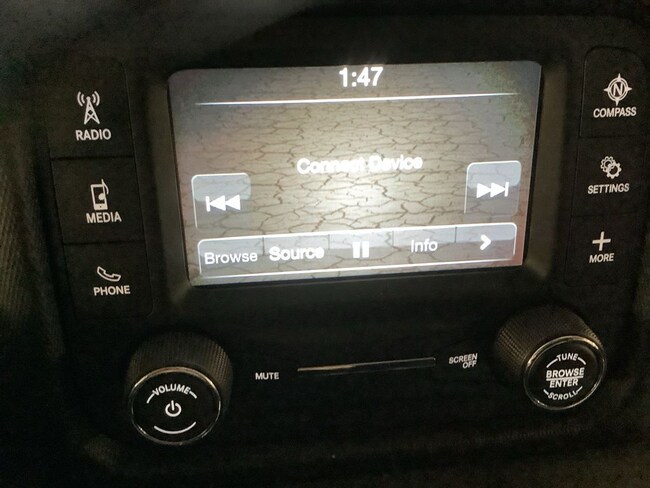 1:47
RADIO
MEDIA
PHONE
Connect Device
Browse Source Info
N
COMPASS
SETTINGS
MORE
VOLUME
MUTE
SCREEN
OFF
TUNE
BROWSE
ENTER
SCROLL